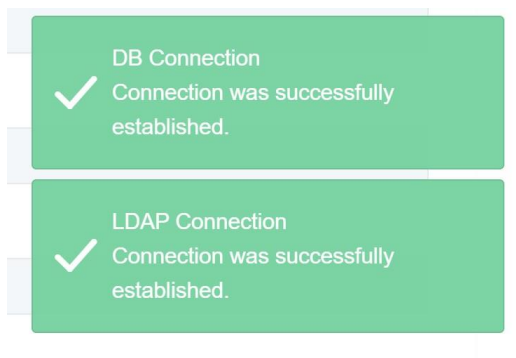 DB Connection
Connection was successfully
established.
LDAP Connection
Connection was successfully
established.